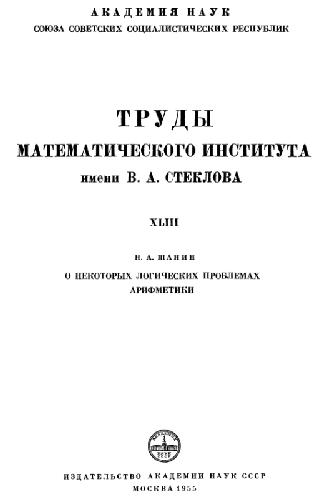 АКАДЕМИЯ НАУК
СОЮЗА СОВЕТСКИХ СОЦИАЛИСТИЧЕСКИХ РЕСПУБЛИК
ТРУДЫ
МАТЕМАТИЧЕСКОГО ИНСТИТУТА
имени В. А. СТЕКЛОВА
XLIII
Н. А. ШАНИН
О НЕКОТОРЫХ ЛОГИЧЕСКИХ ПРОБЛЕМАХ
АРИФМЕТИКИ
ИЗДАТЕЛЬСТВО АКАДЕМИИ НАУК СССР
МОСКВА 1955